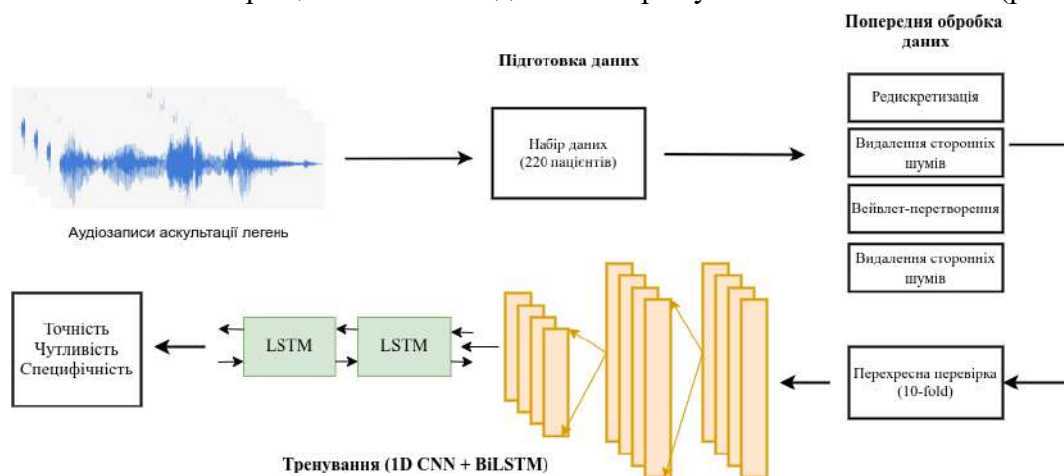 Підготовка даних
Попередня обробка
даних
Редискретизація
Видалення сторонніх
шумів
Вейвлет-перетворення
Видалення сторонніх
шумів
Набір даних
(220 пацієнтів)
Аудіозаписи аскультації легень
Точність
Чутливість
Специфічність
LSTM
LSTM
Перехресна перевірка
(10-fold)
Тренування (1D CNN + BiLSTM)